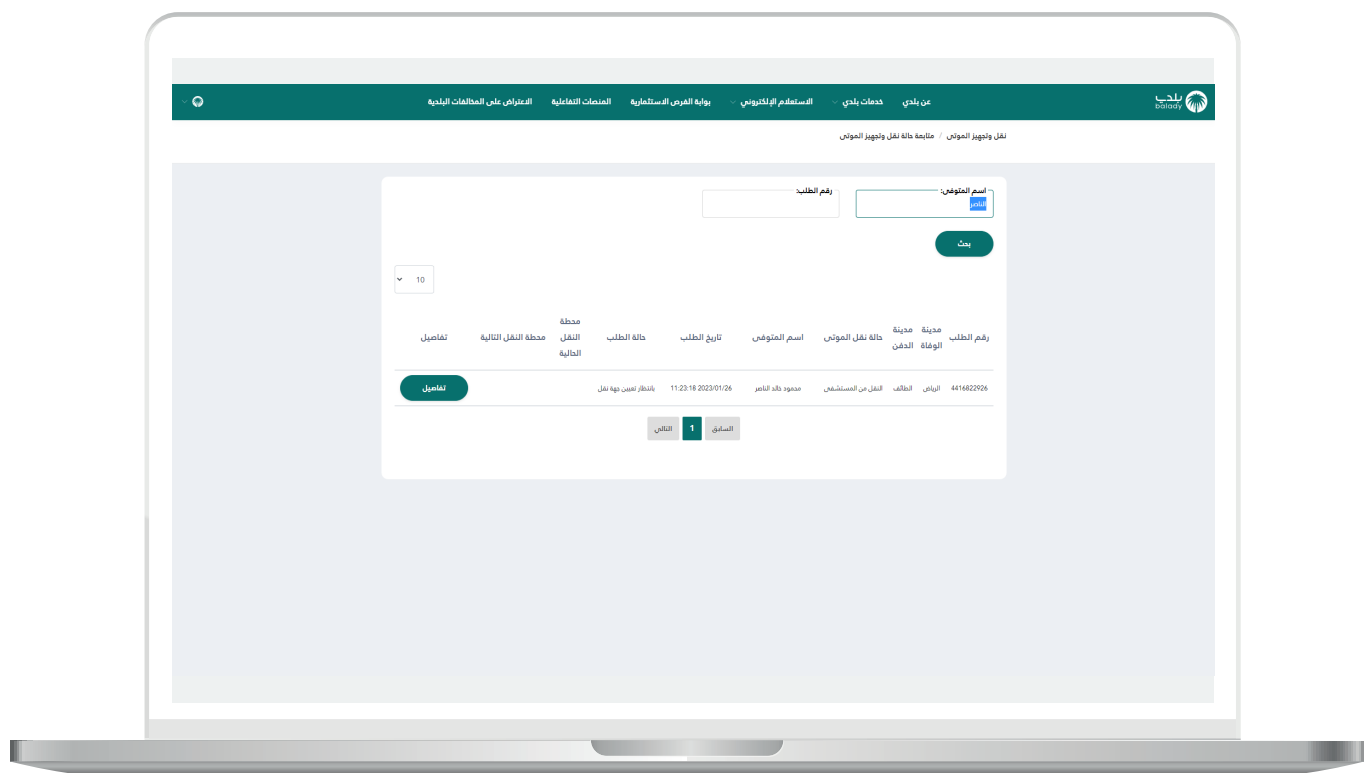 بلدي
balady
عن بلدي
خدمات بلدي
الاستعلام الإلكتروني
بوابة الفرص الاستثمارية
المنصات التفاعلية
الاعتراض على المخالفات البلدية
نقل وتجهيز الموتى / متابعة حالة نقل وتجهيز الموتى
اسم المتوفى:
الناصر
رقم الطلب:
بحث
10
رقم الطلب
مدينة الوفاة
مدينة الدفن
حالة نقل الموتى
اسم المتوفى
تاريخ الطلب
حالة الطلب
محطة النقل الحالية
محطة النقل التالية
تفاصيل
4416822926
الرياض
الطائف
النقل من المستشفى
محمود خالد الناصر
11:23:18 2023/01/26
بانتظار تعيين جهة نقل
تفاصيل
السابق
1
التالي